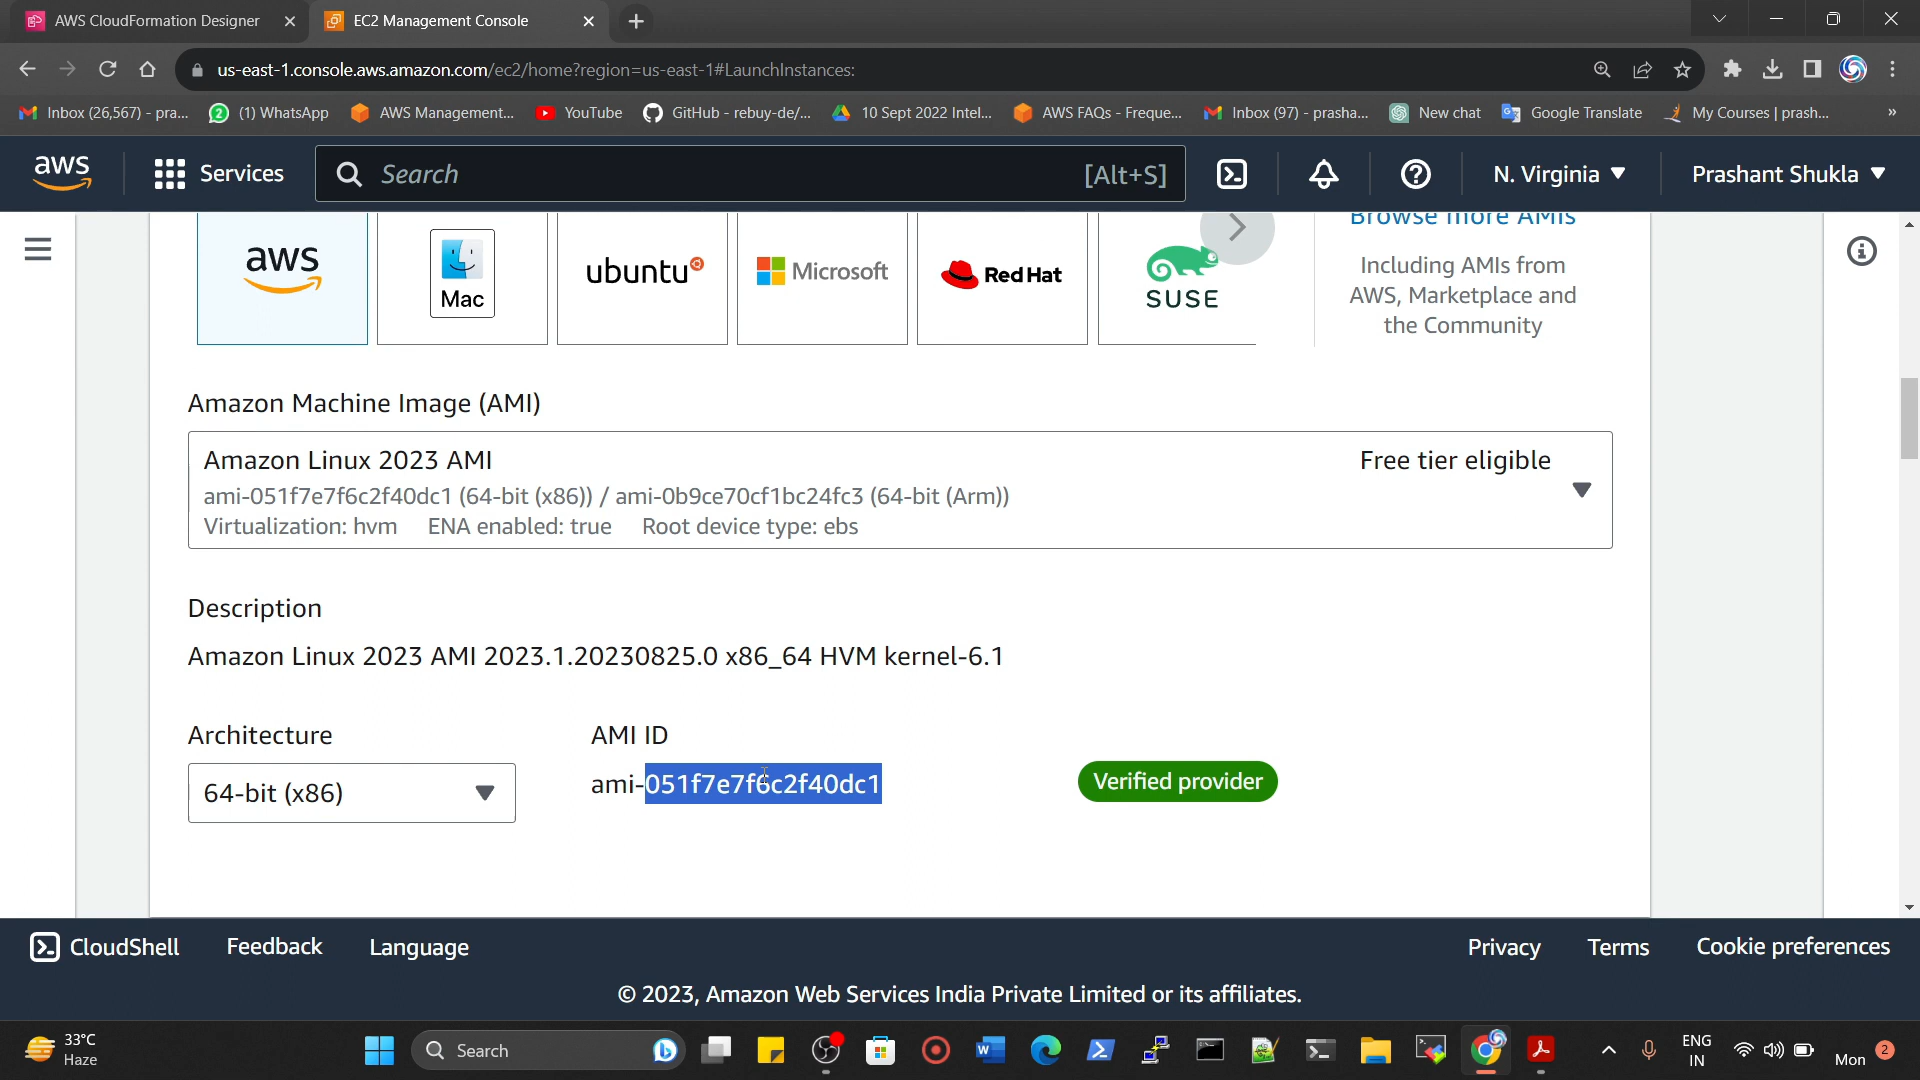 AWS CloudFormation Designer
EC2 Management Console
us-east-1.console.aws.amazon.com/ec2/home?region=us-east-1#LaunchInstances:
Inbox (26,567) - pra...
(1) WhatsApp
AWS Management...
YouTube
GitHub - rebuy-de/...
10 Sept 2022 Intel...
AWS FAQs - Freque...
Inbox (97) - prasha...
New chat
Google Translate
My Courses | prash...
»
aws
Services
Search
[Alt+S]
N. Virginia
Prashant Shukla
aws
Mac
ubuntu
Microsoft
Red Hat
SUSE
Browse more AMIs
Including AMIs from
AWS, Marketplace and
the Community
Amazon Machine Image (AMI)
Amazon Linux 2023 AMI
Free tier eligible
ami-051f7e7f6c2f40dc1 (64-bit (x86)) / ami-0b9ce70cf1bc24fc3 (64-bit (Arm))
Virtualization: hvm ENA enabled: true Root device type: ebs
Description
Amazon Linux 2023 AMI 2023.1.20230825.0 x86_64 HVM kernel-6.1
Architecture
AMI ID
64-bit (x86)
ami-051f7e7f6c2f40dc1
Verified provider
CloudShell
Feedback
Language
Privacy
Terms
Cookie preferences
© 2023, Amazon Web Services India Private Limited or its affiliates.
33°C
Haze
Search
ENG
IN
Mon
2